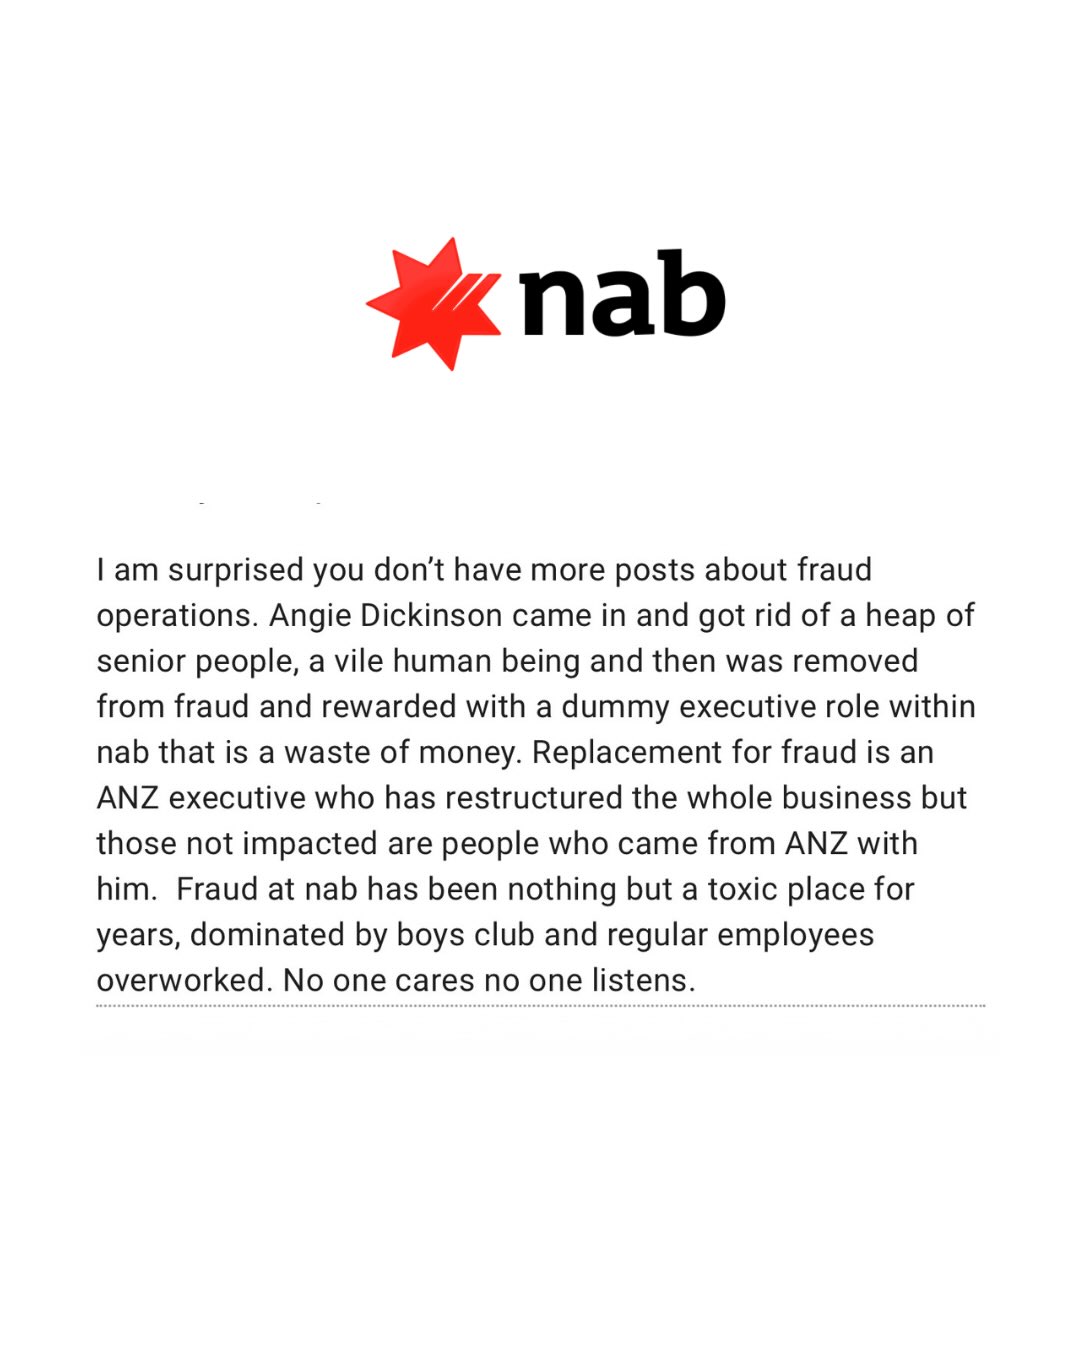 nab
I am surprised you don’t have more posts about fraud
operations. Angie Dickinson came in and got rid of a heap of
senior people, a vile human being and then was removed
from fraud and rewarded with a dummy executive role within
nab that is a waste of money. Replacement for fraud is an
ANZ executive who has restructured the whole business but
those not impacted are people who came from ANZ with
him.  Fraud at nab has been nothing but a toxic place for
years, dominated by boys club and regular employees
overworked. No one cares no one listens.